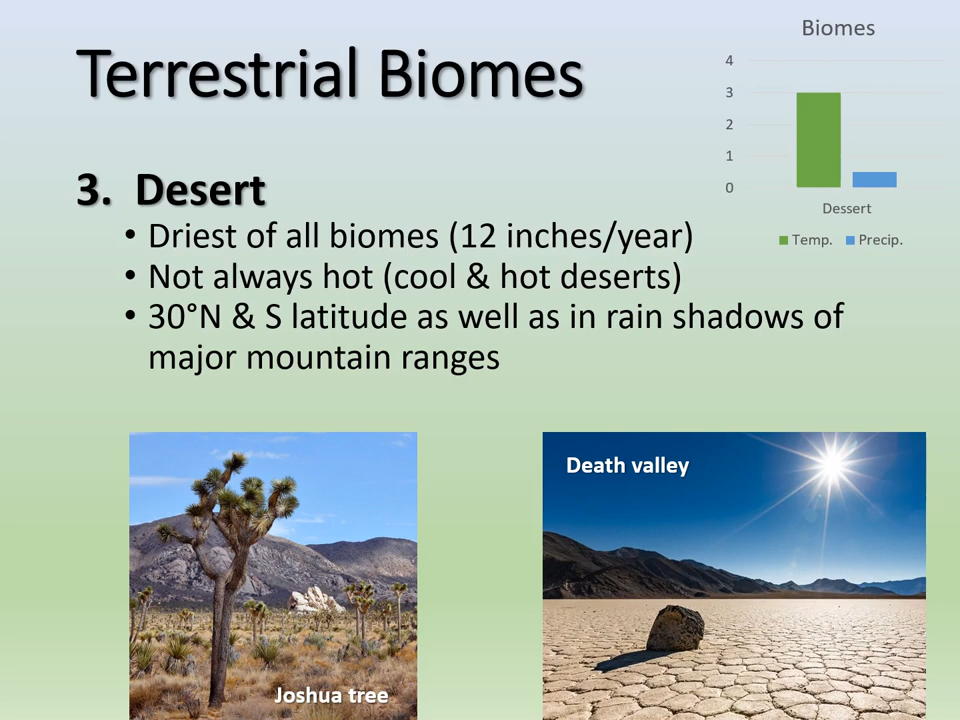 Terrestrial Biomes
Biomes
4
3
2
1
0
Dessert
Temp. Precip.
3. Desert
• Driest of all biomes (12 inches/year)
• Not always hot (cool & hot deserts)
• 30°N & S latitude as well as in rain shadows of
major mountain ranges
Joshua tree
Death valley